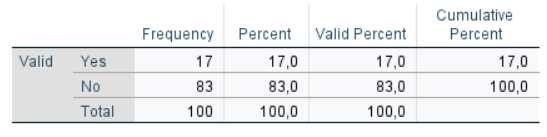 Cumulative
Frequency Percent Valid Percent Percent
Valid Yes 17 17,0 17,0 17,0
No 83 83,0 83,0 100,0
Total 100 100,0 100,0